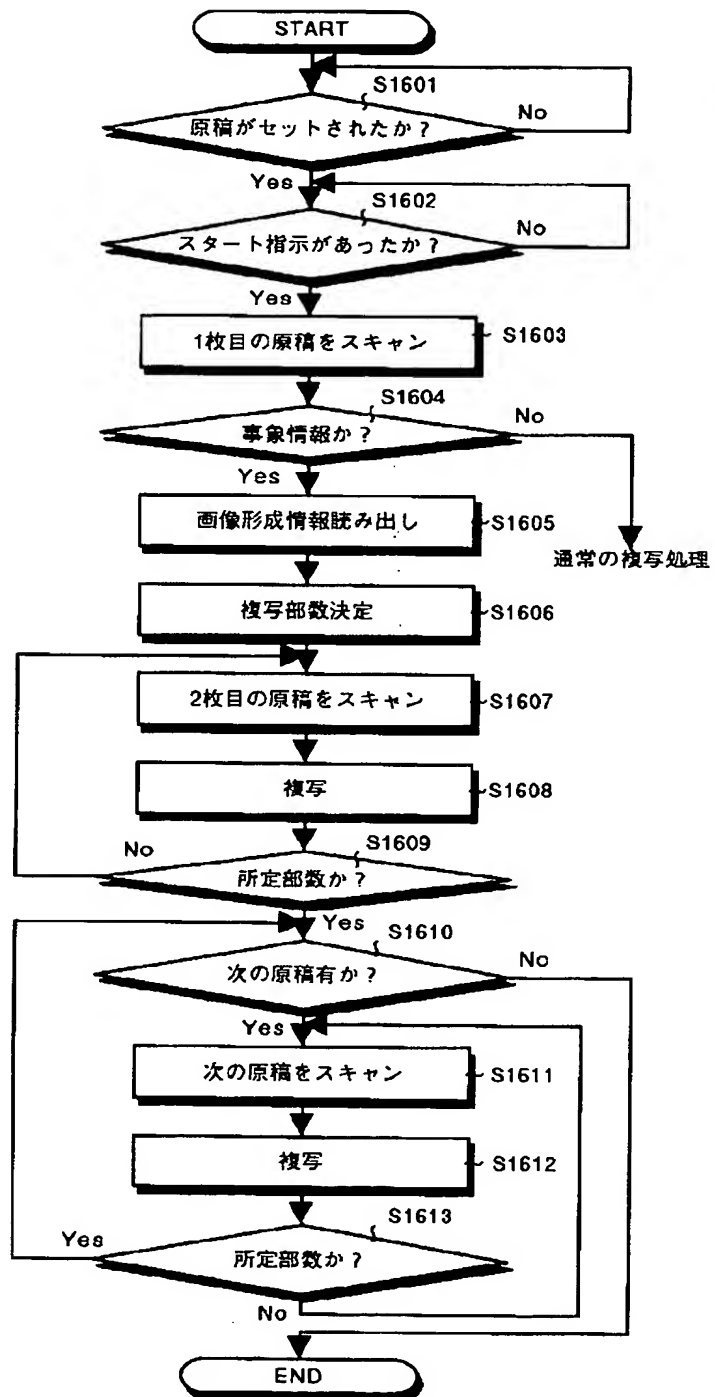 START
S1601
原稿がセットされたか？
No
Yes
S1602
スタート指示があったか？
No
Yes
1枚目の原稿をスキャン
S1603
S1604
事象情報か？
No
Yes
画像形成情報読み出し
S1605
通常の複写処理
複写部数決定
S1606
2枚目の原稿をスキャン
S1607
複写
S1608
S1609
No
所定部数か？
Yes
S1610
次の原稿有か？
No
Yes
次の原稿をスキャン
S1611
複写
S1612
S1613
Yes
所定部数か？
No
END